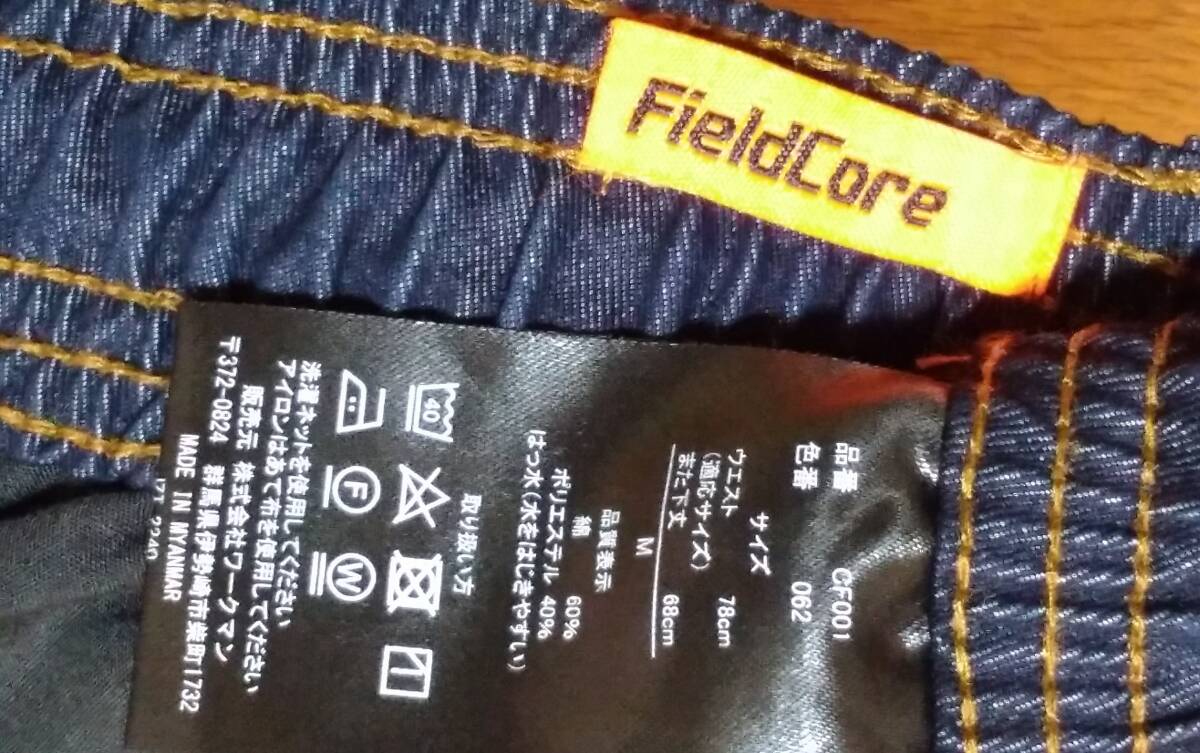 FieldCore
品番 CF001
色番 062
サイズ
ウエスト 78cm
(適応サイズ)
また下丈 68cm
M
品質表示
綿 60%
ポリエステル 40%
はっ水(水をはじきやすい)
取り扱い方
40
F W
洗濯ネットを使用してください
アイロンはあて布を使用してください
販売元 株式会社ワークマン
〒372-0824 群馬県伊勢崎市柴町1732
MADE IN MYANMAR